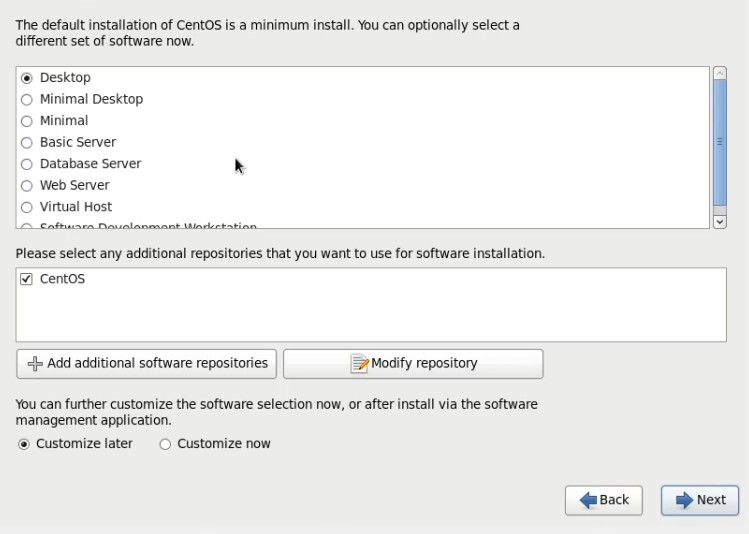 The default installation of CentOS is a minimum install. You can optionally select a
different set of software now.
Desktop
Minimal Desktop
Minimal
Basic Server
Database Server
Web Server
Virtual Host
Software Development Workstation
Please select any additional repositories that you want to use for software installation.
CentOS
Add additional software repositories
Modify repository
You can further customize the software selection now, or after install via the software
management application.
Customize later
Customize now
Back
Next